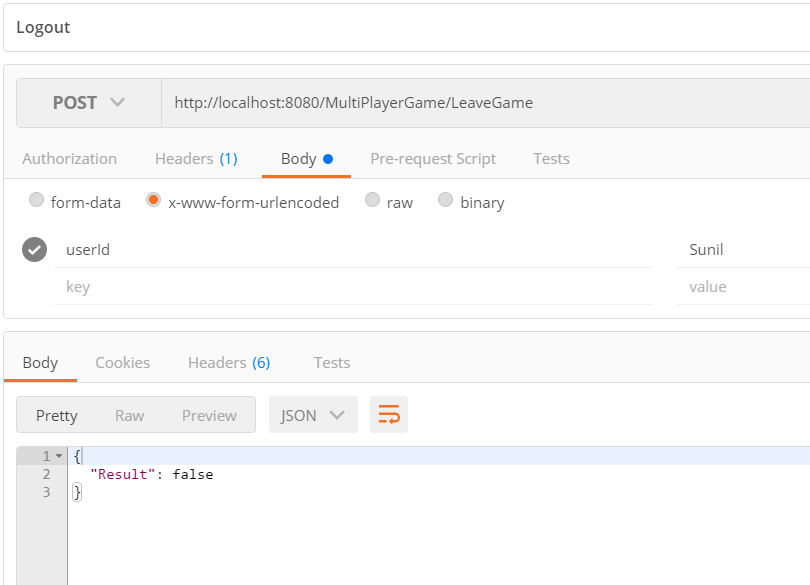 Logout
POST http://localhost:8080/MultiPlayerGame/LeaveGame
Authorization Headers (1) Body Pre-request Script Tests
form-data x-www-form-urlencoded raw binary
userId Sunil
key value
Body Cookies Headers (6) Tests
Pretty Raw Preview JSON
1 {
2 "Result": false
3 }